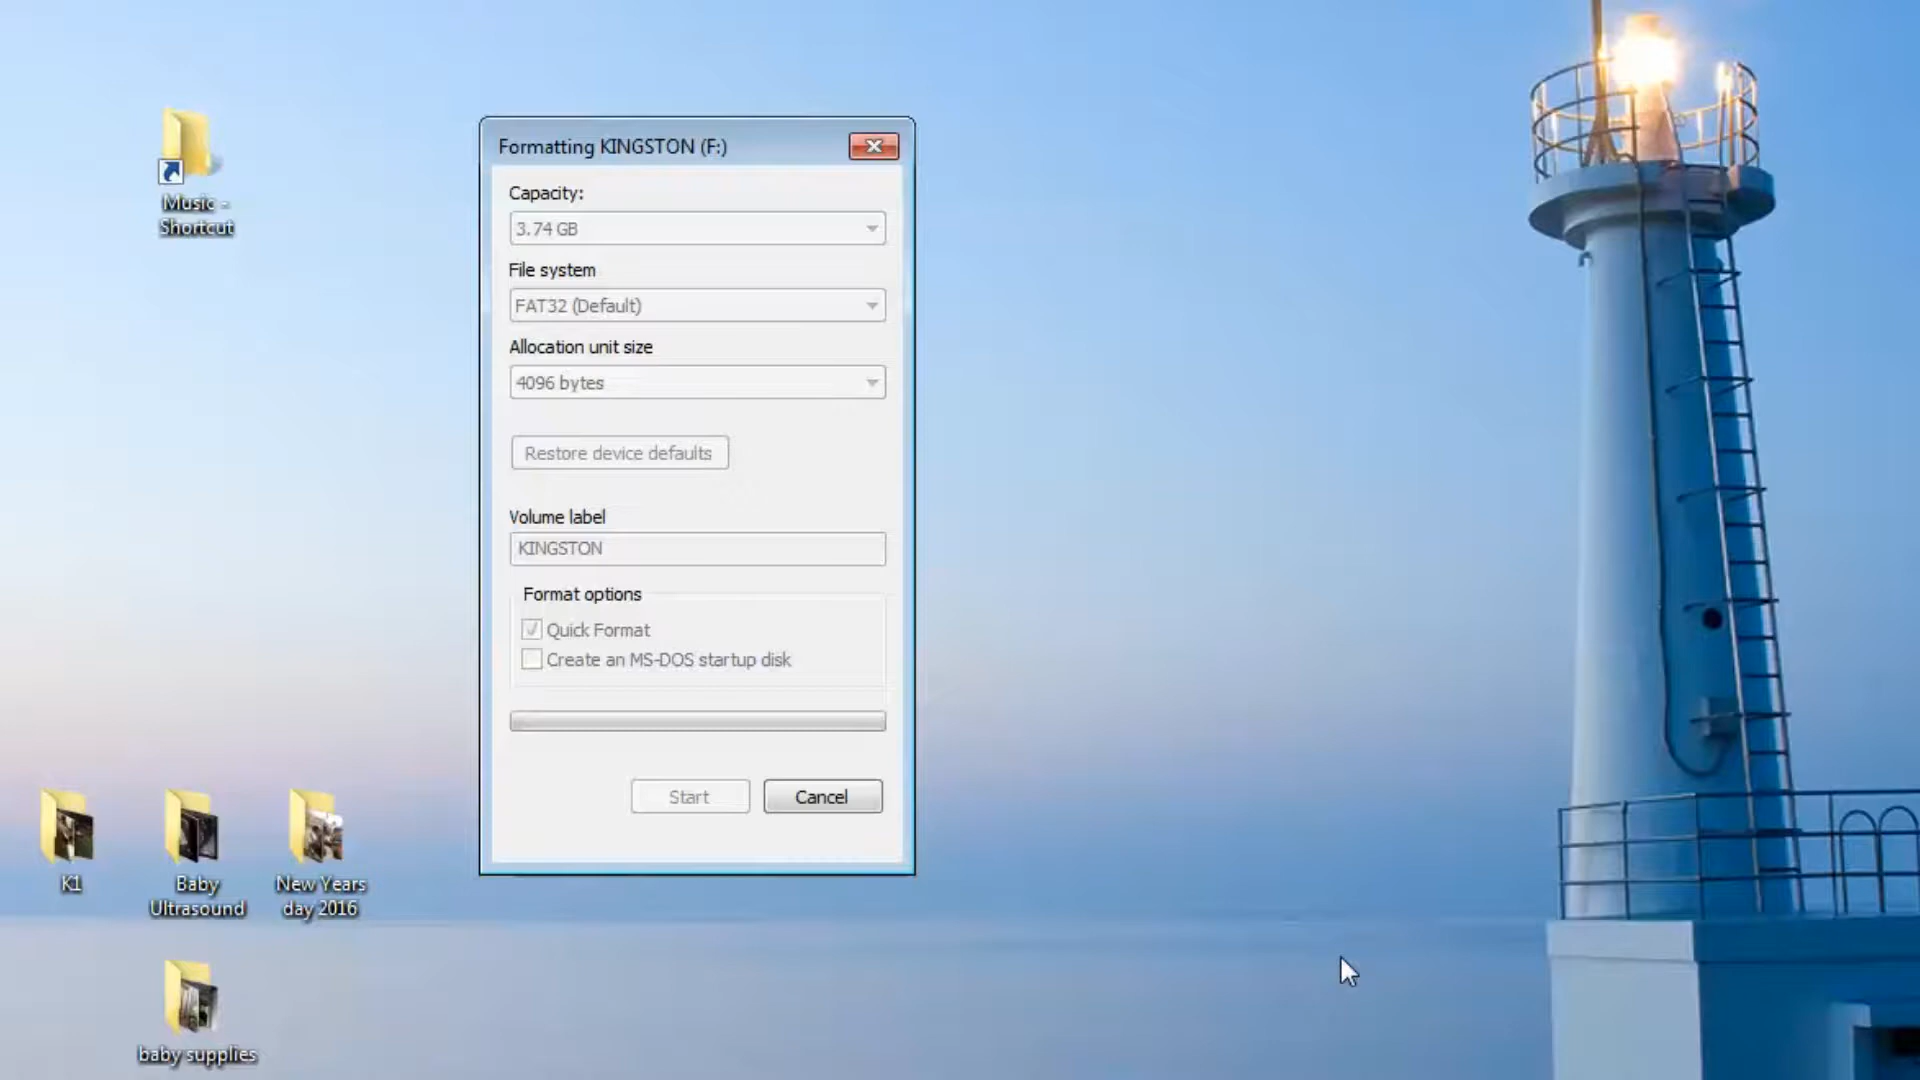 Music -
Shortcut
Formatting KINGSTON (F:)
Capacity:
3.74 GB
File system
FAT32 (Default)
Allocation unit size
4096 bytes
Restore device defaults
Volume label
KINGSTON
Format options
Quick Format
Create an MS-DOS startup disk
Start
Cancel
K1
Baby
Ultrasound
New Years
day 2016
baby supplies